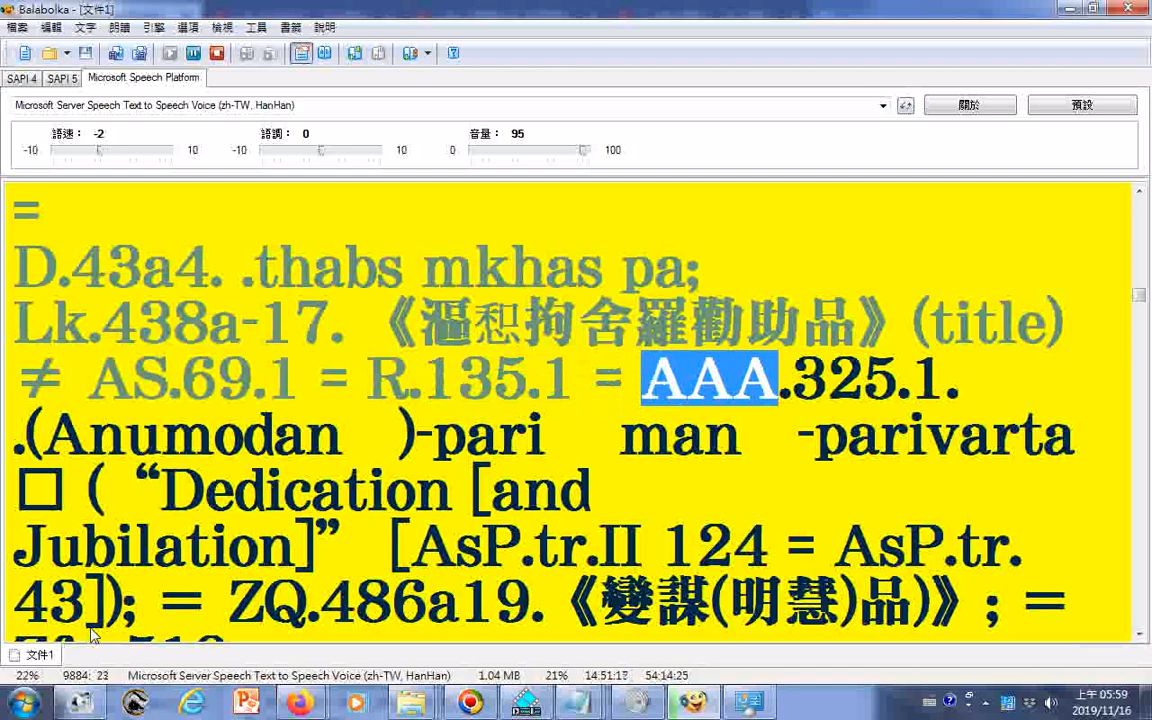 Balabolka - [文件1]
檔案 編輯 文字 朗讀 引擎 選項 檢視 工具 書籤 說明
SAPI 4 SAPI 5 Microsoft Speech Platform
Microsoft Server Speech Text to Speech Voice (zh-TW, HanHan) 關於 預設
語速： -2 語調： 0 音量： 95
-10 10 -10 10 0 100
=
D.43a4. .thabs mkhas pa;
Lk.438a-17. 《漚惒拘舍羅勸助品》(title)
≠ AS.69.1 = R.135.1 = AAA.325.1.
.(Anumodan )-pari man -parivarta
□ (“Dedication [and
Jubilation]” [AsP.tr.II 124 = AsP.tr.
43]); = ZQ.486a19.《變謀(明慧)品》; =
文件1
22% 9884: 23 Microsoft Server Speech Text to Speech Voice (zh-TW, HanHan) 1.04 MB 21% 14:51:17 54:14:25
上午 05:59
2019/11/16